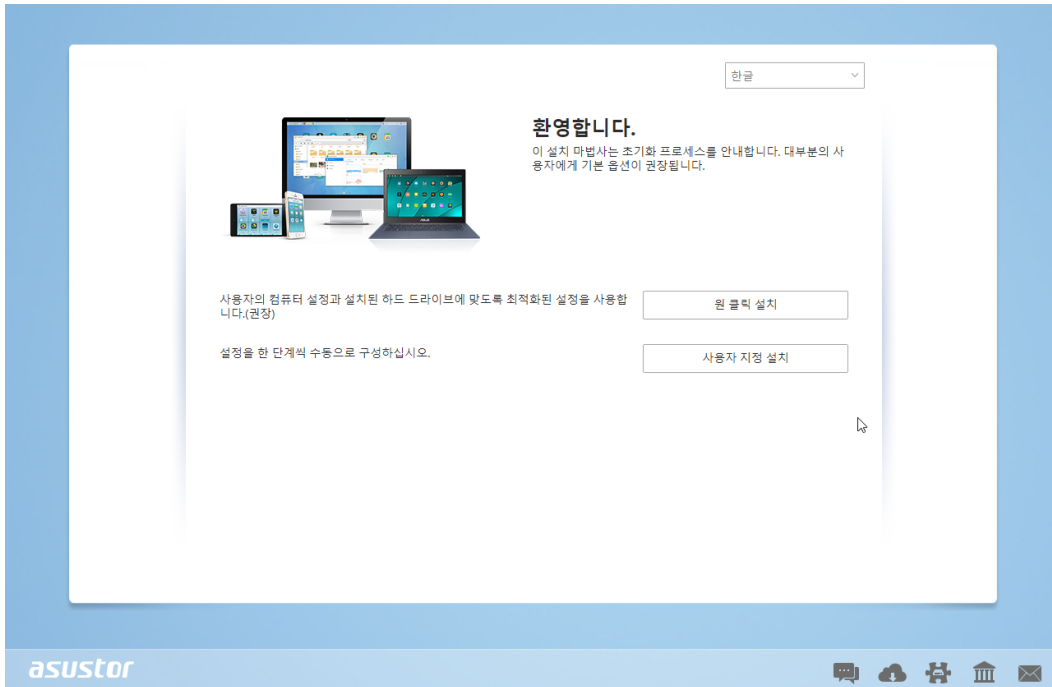 한글
환영합니다.
이 설치 마법사는 초기화 프로세스를 안내합니다. 대부분의 사
용자에게 기본 옵션이 권장됩니다.
사용자의 컴퓨터 설정과 설치된 하드 드라이브에 맞도록 최적화된 설정을 사용합
니다.(권장)
원 클릭 설치
설정을 한 단계씩 수동으로 구성하십시오.
사용자 지정 설치
asustor